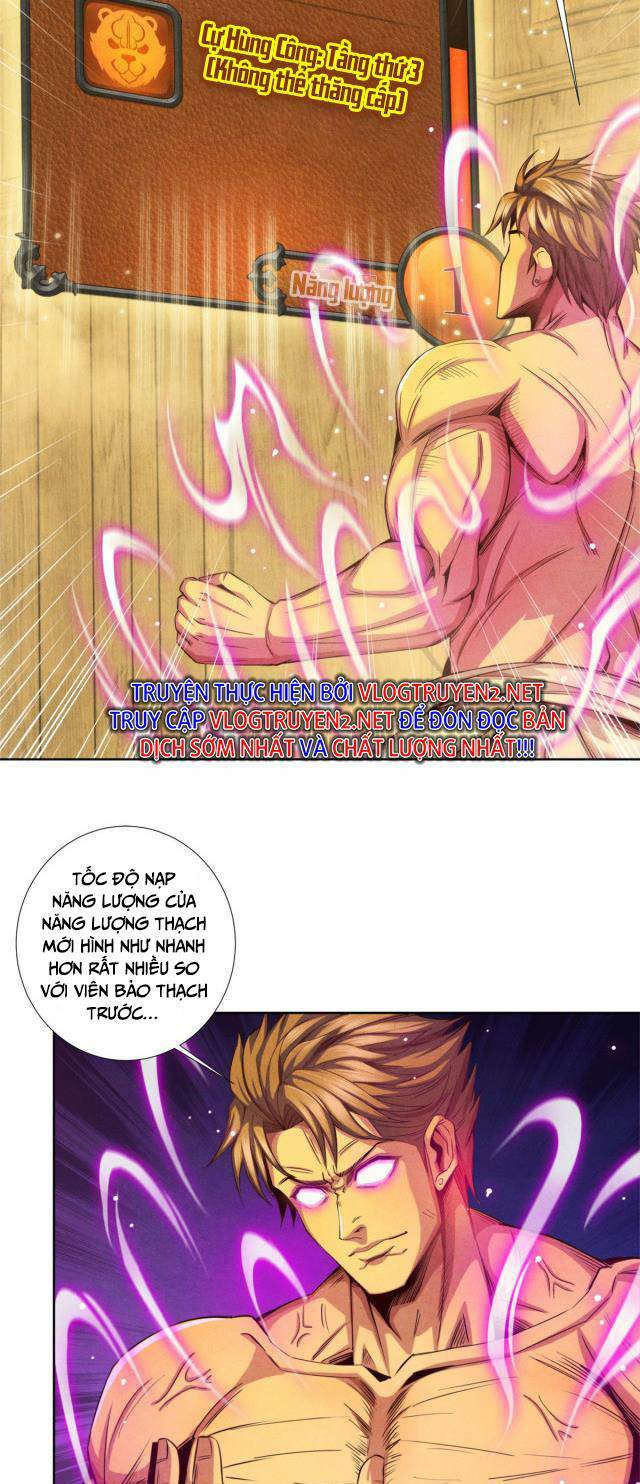 Cự Hùng Công: Tầng thứ 3
(Không thể thăng cấp)
Năng lượng
1
TRUYỆN THỰC HIỆN BỞI VLOGTRUYEN2.NET
TRUY CẬP VLOGTRUYEN2.NET ĐỂ ĐÓN ĐỌC BẢN
DỊCH SỚM NHẤT VÀ CHẤT LƯỢNG NHẤT!!!
TỐC ĐỘ NẠP
NĂNG LƯỢNG CỦA
NĂNG LƯỢNG THẠCH
MỚI HÌNH NHƯ NHANH
HƠN RẤT NHIỀU SO
VỚI VIÊN BẢO THẠCH
TRƯỚC...